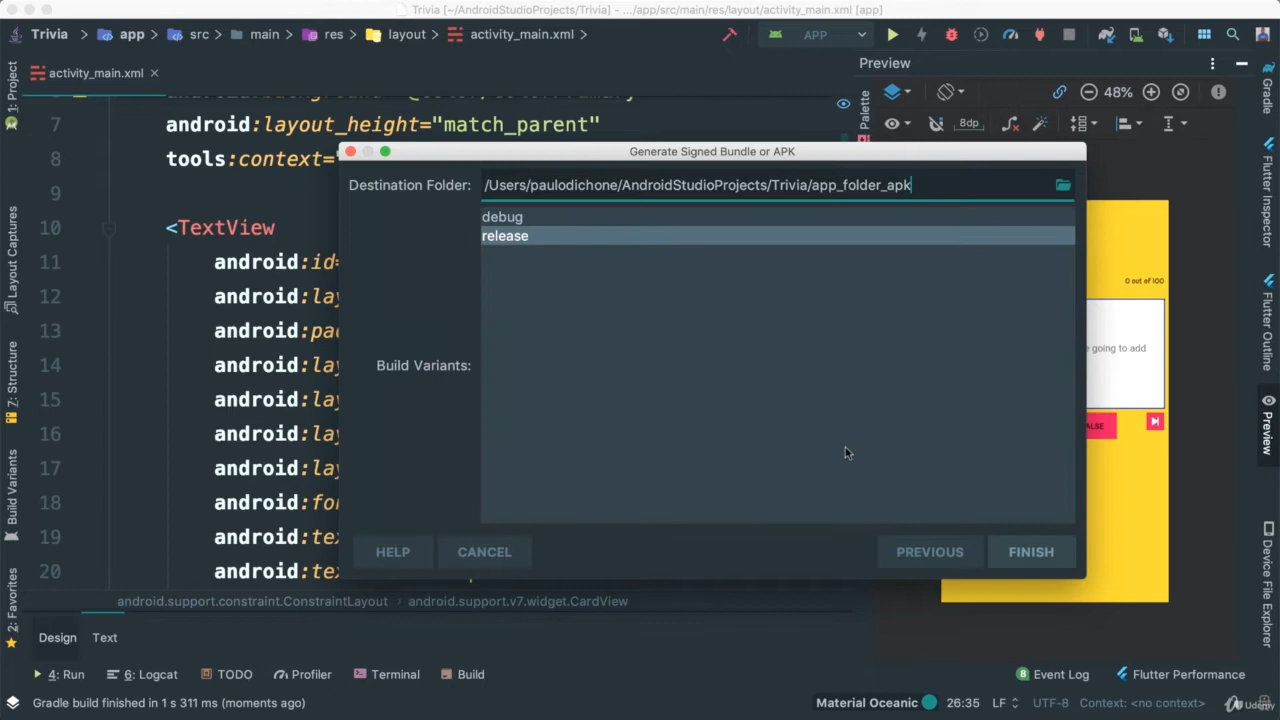 Trivia [~/AndroidStudioProjects/Trivia] - .../app/src/main/res/layout/activity_main.xml [app]
Trivia > app > src > main > res > layout > activity_main.xml >
APP
1: Project
Layout Captures
7: Structure
Build Variants
2: Favorites
activity_main.xml ×
7 android:layout_height="match_parent"
8 tools:context="
9
10 <TextView
11 android:id=
12 android:lay
13 android:pad
14 android:lay
15 android:lay
16 android:lay
17 android:lay
18 android:fon
19 android:tex
20 android:tex
android.support.constraint.ConstraintLayout > android.support.v7.widget.CardView
Design Text
Preview
Palette
48%
8dp
Generate Signed Bundle or APK
Destination Folder: /Users/paulodichone/AndroidStudioProjects/Trivia/app_folder_apk
debug
release
Build Variants:
HELP CANCEL PREVIOUS FINISH
0 out of 100
e going to add
ALSE
Gradle
Flutter Inspector
Flutter Outline
Preview
Device File Explorer
4: Run 6: Logcat TODO Profiler Terminal Build
8 Event Log Flutter Performance
Gradle build finished in 1 s 311 ms (moments ago)
Material Oceanic 26:35 LF UTF-8 Context: <no context>
Udemy